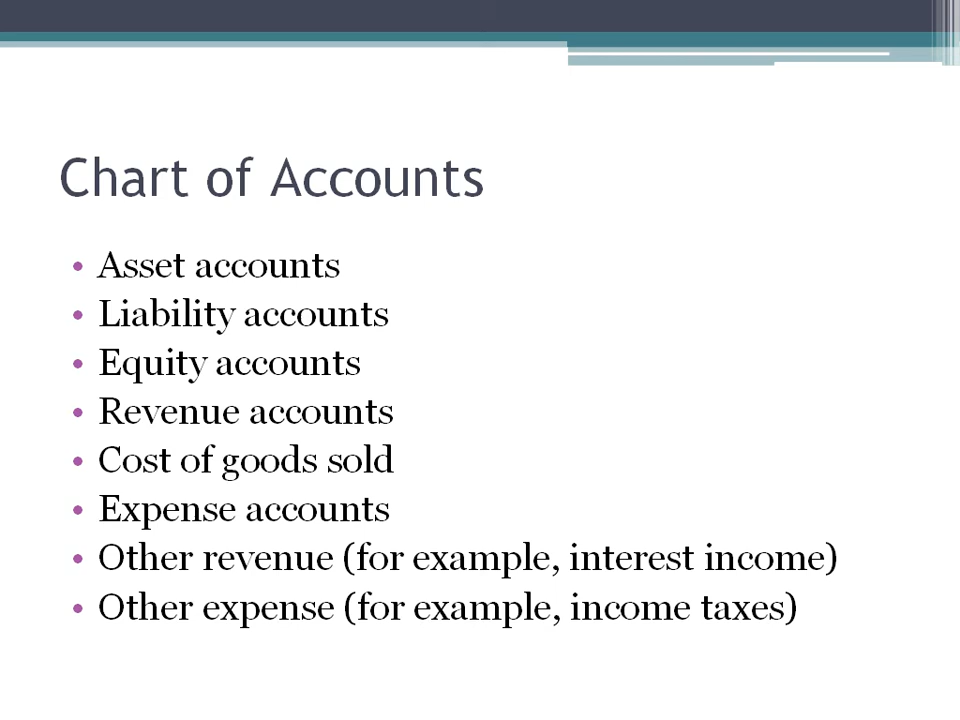 Chart of Accounts
• Asset accounts
• Liability accounts
• Equity accounts
• Revenue accounts
• Cost of goods sold
• Expense accounts
• Other revenue (for example, interest income)
• Other expense (for example, income taxes)